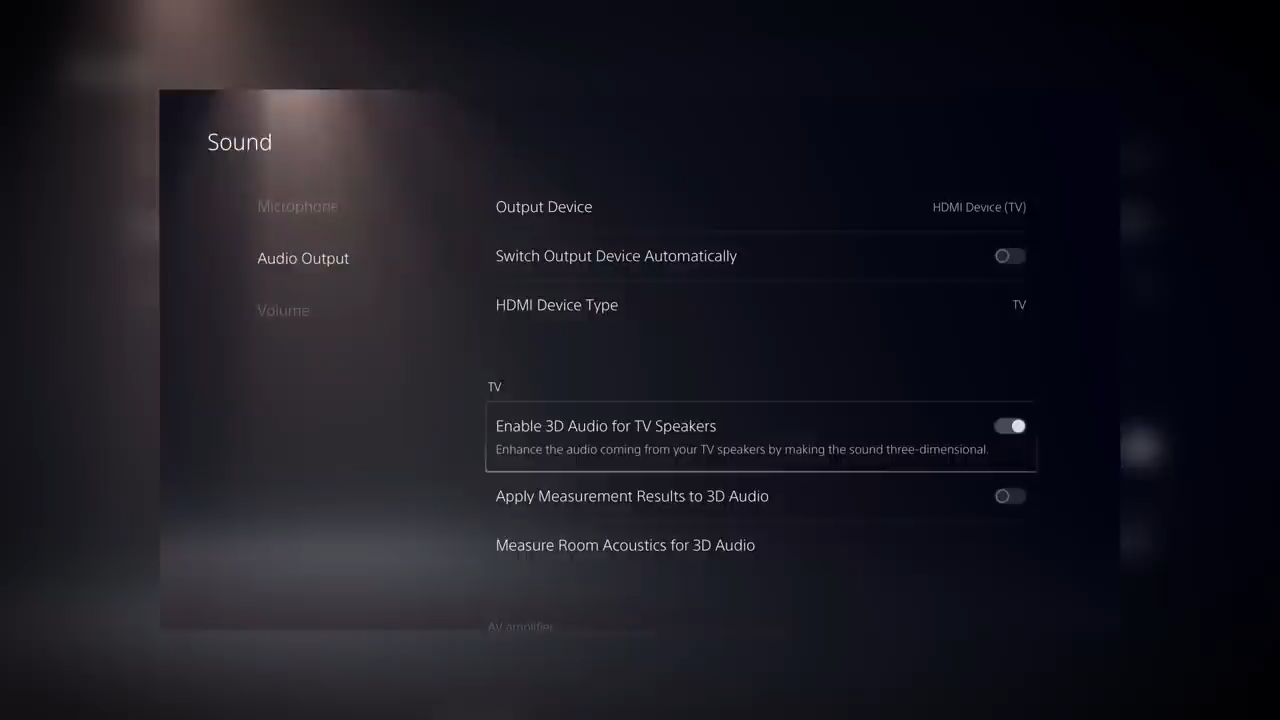 Sound
Microphone
Audio Output
Volume
Output Device
HDMI Device (TV)
Switch Output Device Automatically
HDMI Device Type
TV
TV
Enable 3D Audio for TV Speakers
Enhance the audio coming from your TV speakers by making the sound three-dimensional.
Apply Measurement Results to 3D Audio
Measure Room Acoustics for 3D Audio
AV amplifier